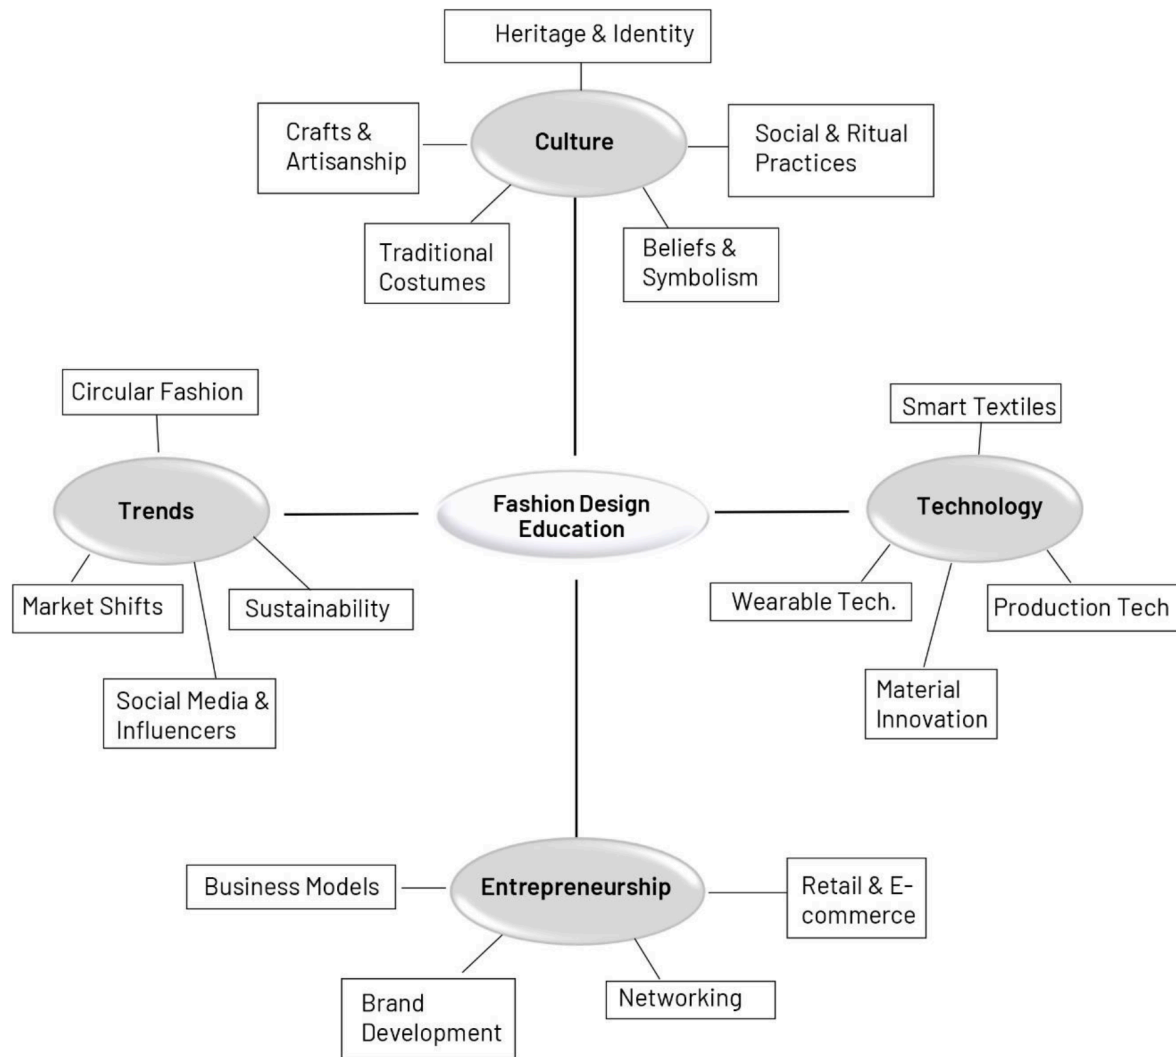 Heritage & Identity
Crafts &
Artisanship
Culture
Social & Ritual
Practices
Traditional
Costumes
Beliefs &
Symbolism
Circular Fashion
Smart Textiles
Trends
Fashion Design
Education
Technology
Market Shifts
Sustainability
Wearable Tech.
Production Tech
Social Media &
Influencers
Material
Innovation
Business Models
Entrepreneurship
Retail & E-
commerce
Brand
Development
Networking